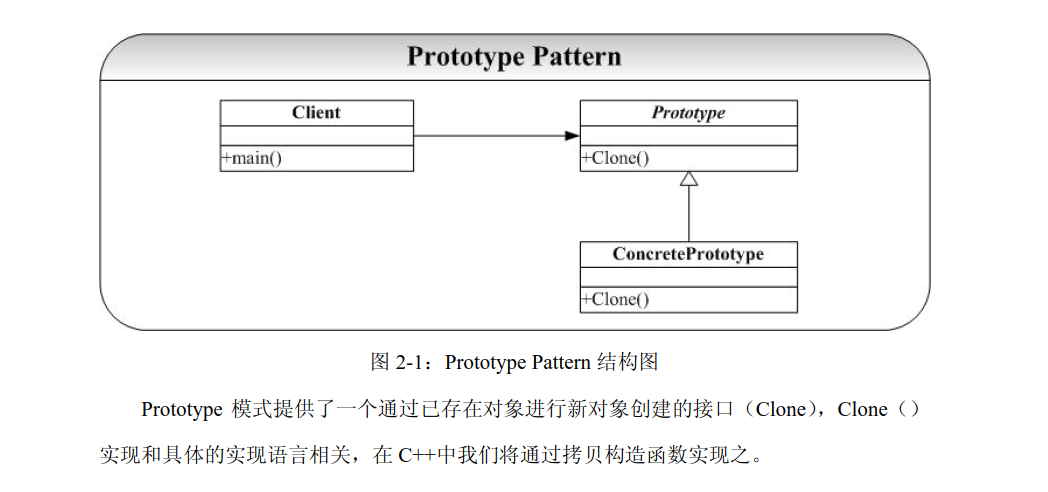 Prototype Pattern
Client
+main()
Prototype
+Clone()
ConcretePrototype
+Clone()
图 2-1：Prototype Pattern 结构图
Prototype 模式提供了一个通过已存在对象进行新对象创建的接口（Clone），Clone（）
实现和具体的实现语言相关，在 C++中我们将通过拷贝构造函数实现之。